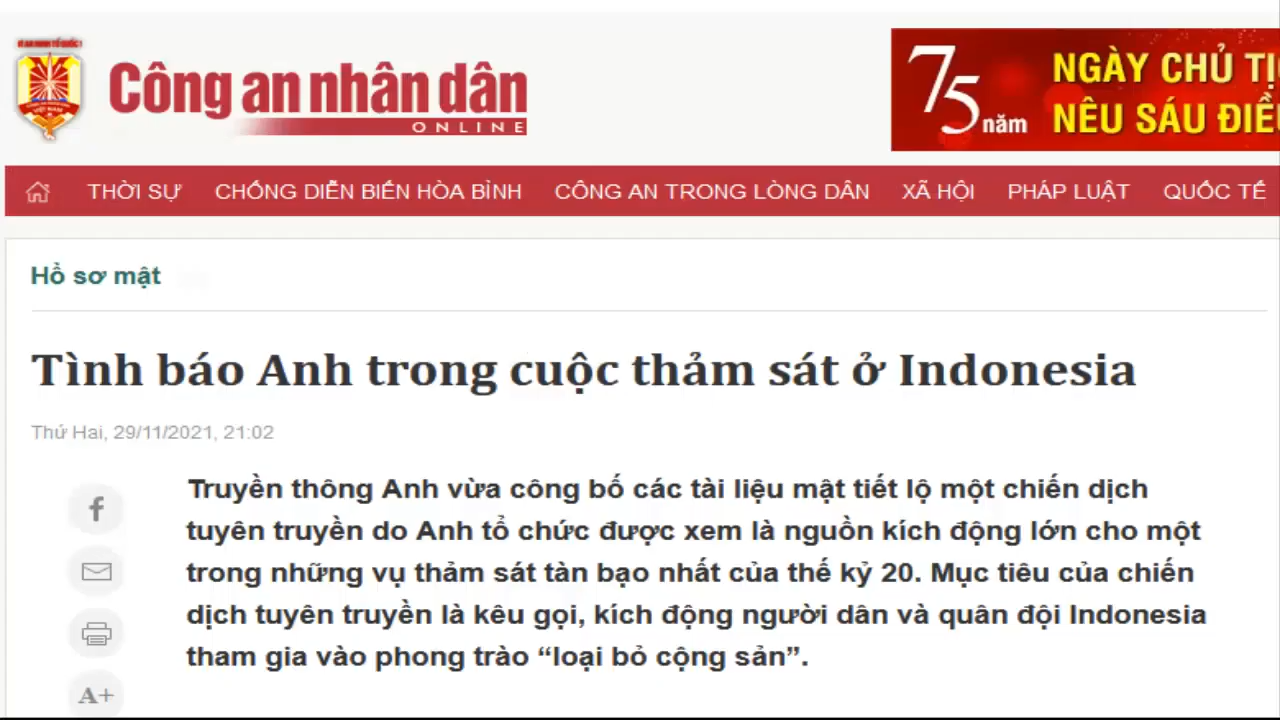 VÌ AN NINH TỔ QUỐC
Công an nhân dân
ONLINE
75 năm
NGÀY CHỦ TỊ
NÊU SÁU ĐIỀ
THỜI SỰ CHỐNG DIỄN BIẾN HÒA BÌNH CÔNG AN TRONG LÒNG DÂN XÃ HỘI PHÁP LUẬT QUỐC TẾ
Hồ sơ mật
Tình báo Anh trong cuộc thảm sát ở Indonesia
Thứ Hai, 29/11/2021, 21:02
Truyền thông Anh vừa công bố các tài liệu mật tiết lộ một chiến dịch
tuyên truyền do Anh tổ chức được xem là nguồn kích động lớn cho một
trong những vụ thảm sát tàn bạo nhất của thế kỷ 20. Mục tiêu của chiến
dịch tuyên truyền là kêu gọi, kích động người dân và quân đội Indonesia
tham gia vào phong trào “loại bỏ cộng sản”.
A+